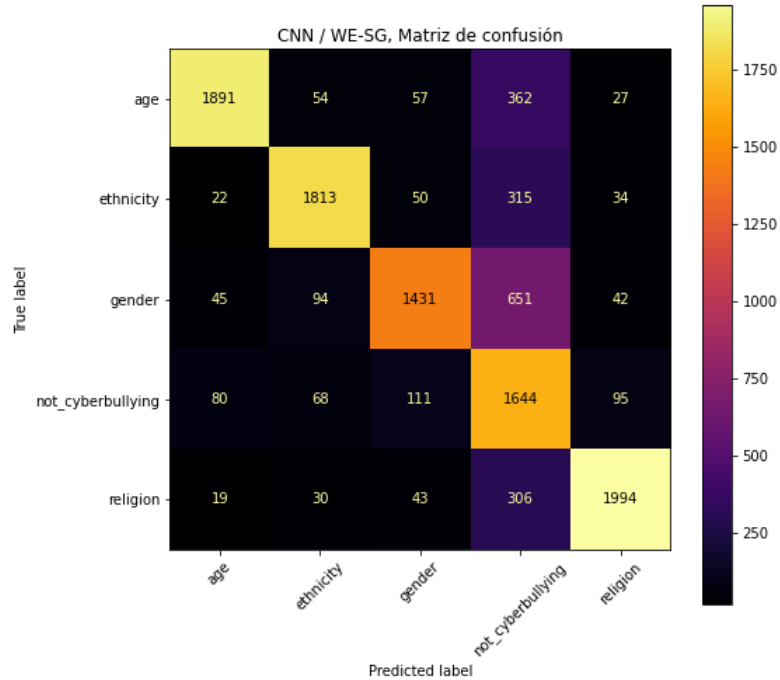 CNN / WE-SG, Matriz de confusión
age 1891 54 57 362 27
ethnicity 22 1813 50 315 34
gender 45 94 1431 651 42
not_cyberbullying 80 68 111 1644 95
religion 19 30 43 306 1994
True label
age ethnicity gender not_cyberbullying religion
Predicted label
1750
1500
1250
1000
750
500
250